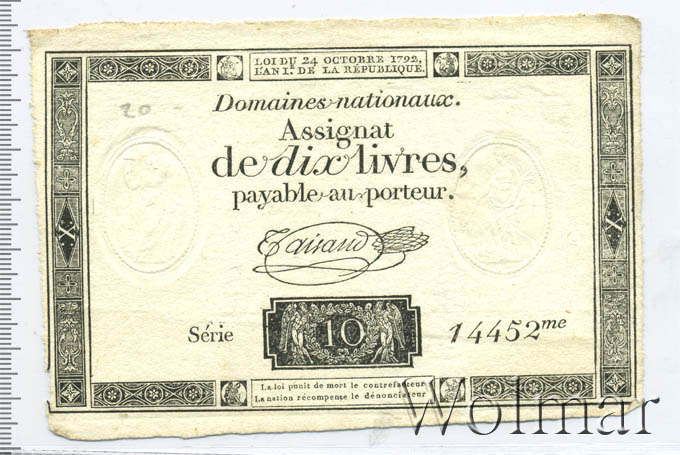 LOI DU 24 OCTOBRE 1792,
L'AN I.er DE LA RÉPUBLIQUE.
20
Domaines nationaux.
Assignat
de dix livres,
payable au porteur.
Taisaud
X
X
Série
10
14452me
La loi punit de mort le contrefacteur
La nation récompense le dénonciateur
Wolmar